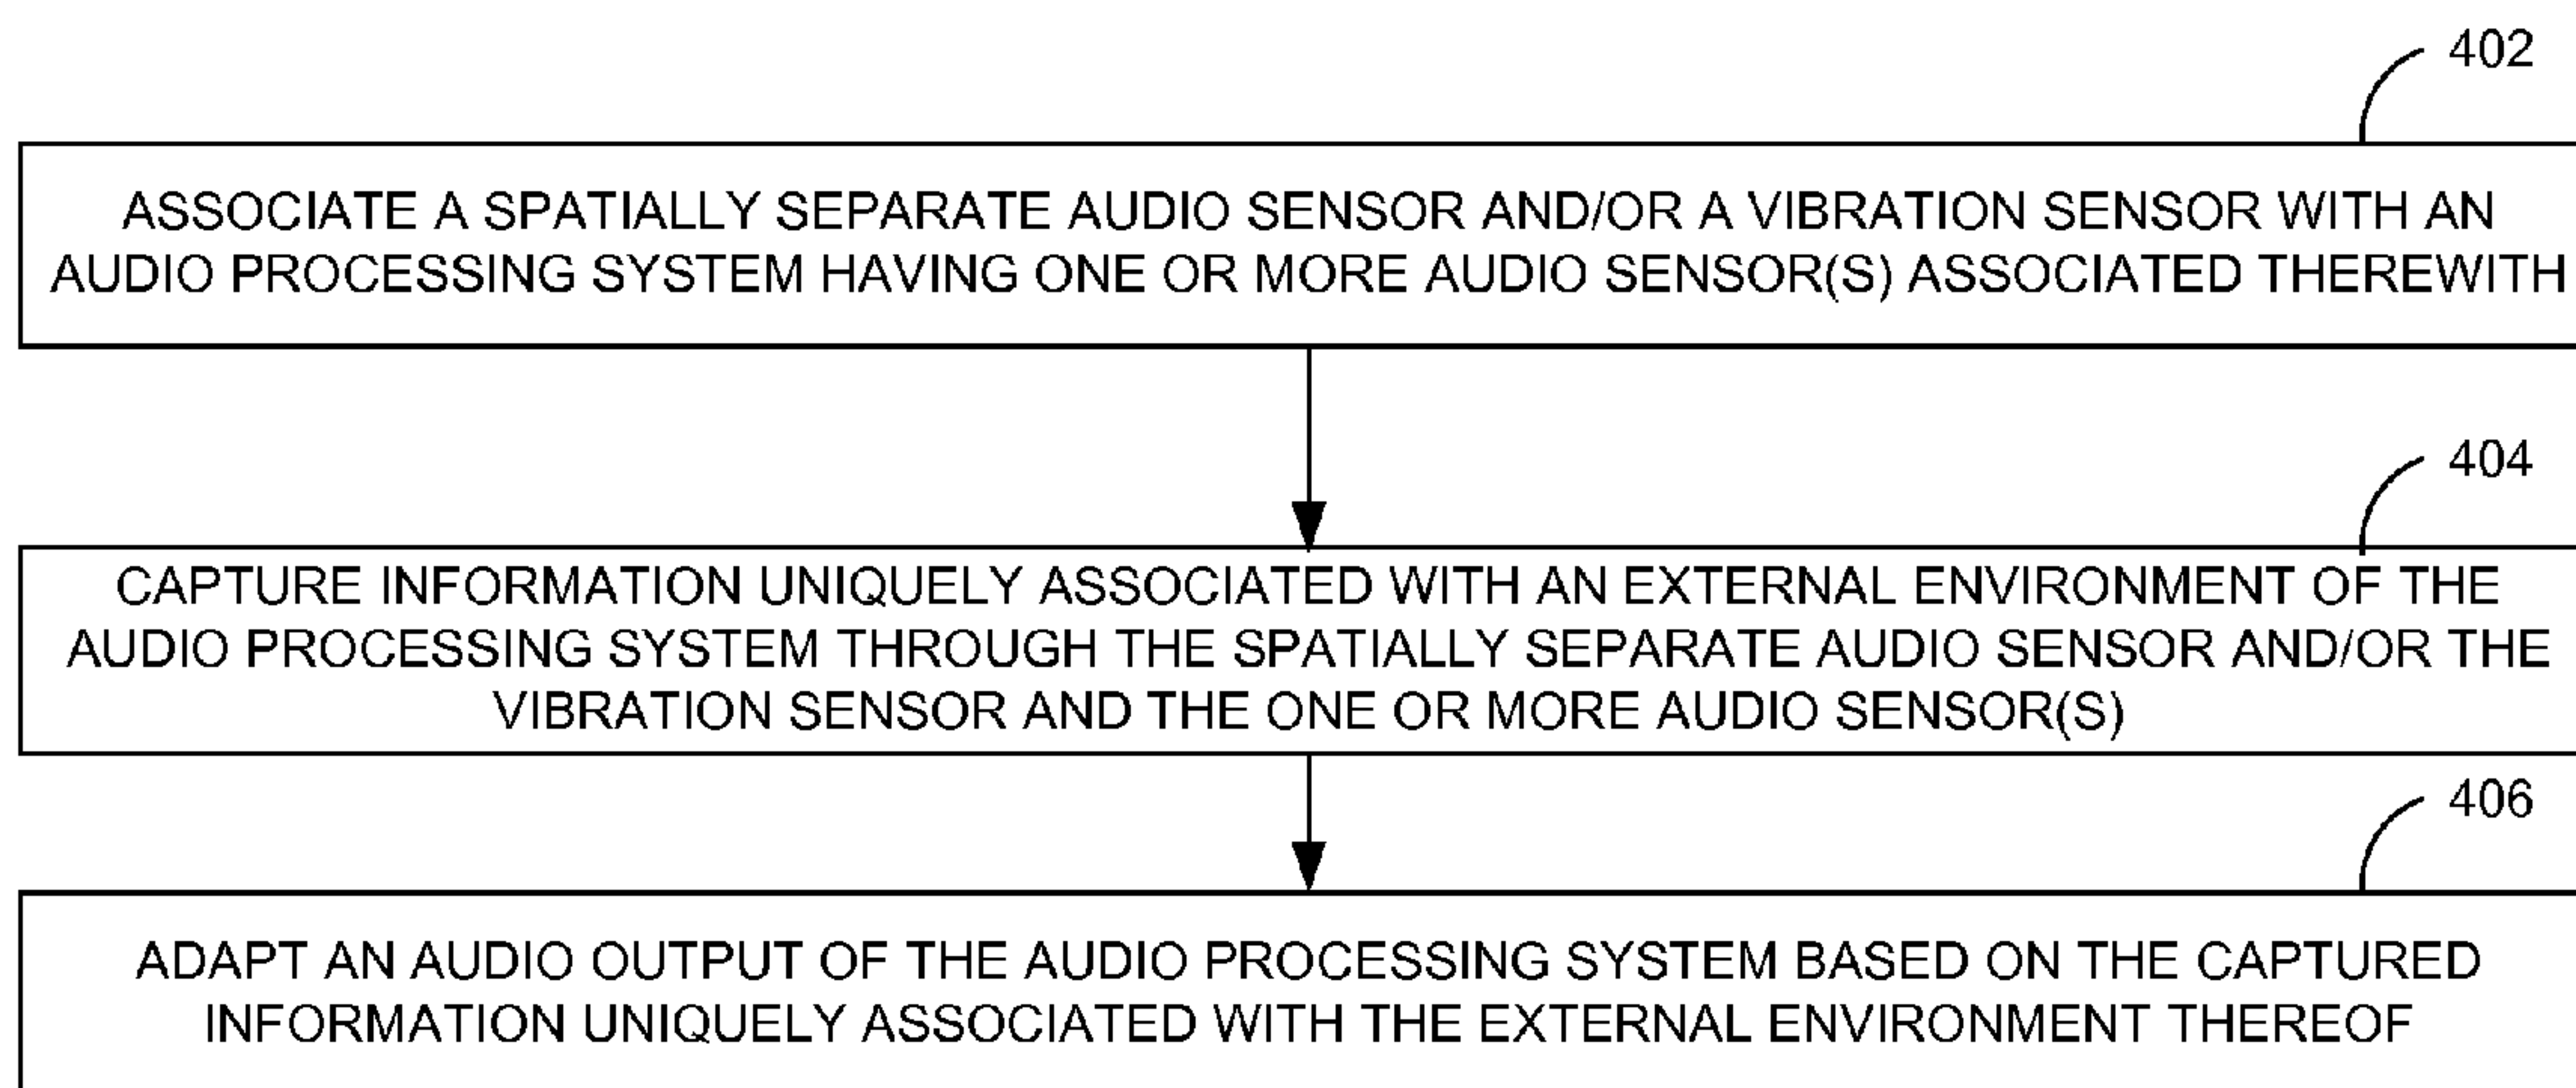 402
ASSOCIATE A SPATIALLY SEPARATE AUDIO SENSOR AND/OR A VIBRATION SENSOR WITH AN
AUDIO PROCESSING SYSTEM HAVING ONE OR MORE AUDIO SENSOR(S) ASSOCIATED THEREWITH
404
CAPTURE INFORMATION UNIQUELY ASSOCIATED WITH AN EXTERNAL ENVIRONMENT OF THE
AUDIO PROCESSING SYSTEM THROUGH THE SPATIALLY SEPARATE AUDIO SENSOR AND/OR THE
VIBRATION SENSOR AND THE ONE OR MORE AUDIO SENSOR(S)
406
ADAPT AN AUDIO OUTPUT OF THE AUDIO PROCESSING SYSTEM BASED ON THE CAPTURED
INFORMATION UNIQUELY ASSOCIATED WITH THE EXTERNAL ENVIRONMENT THEREOF